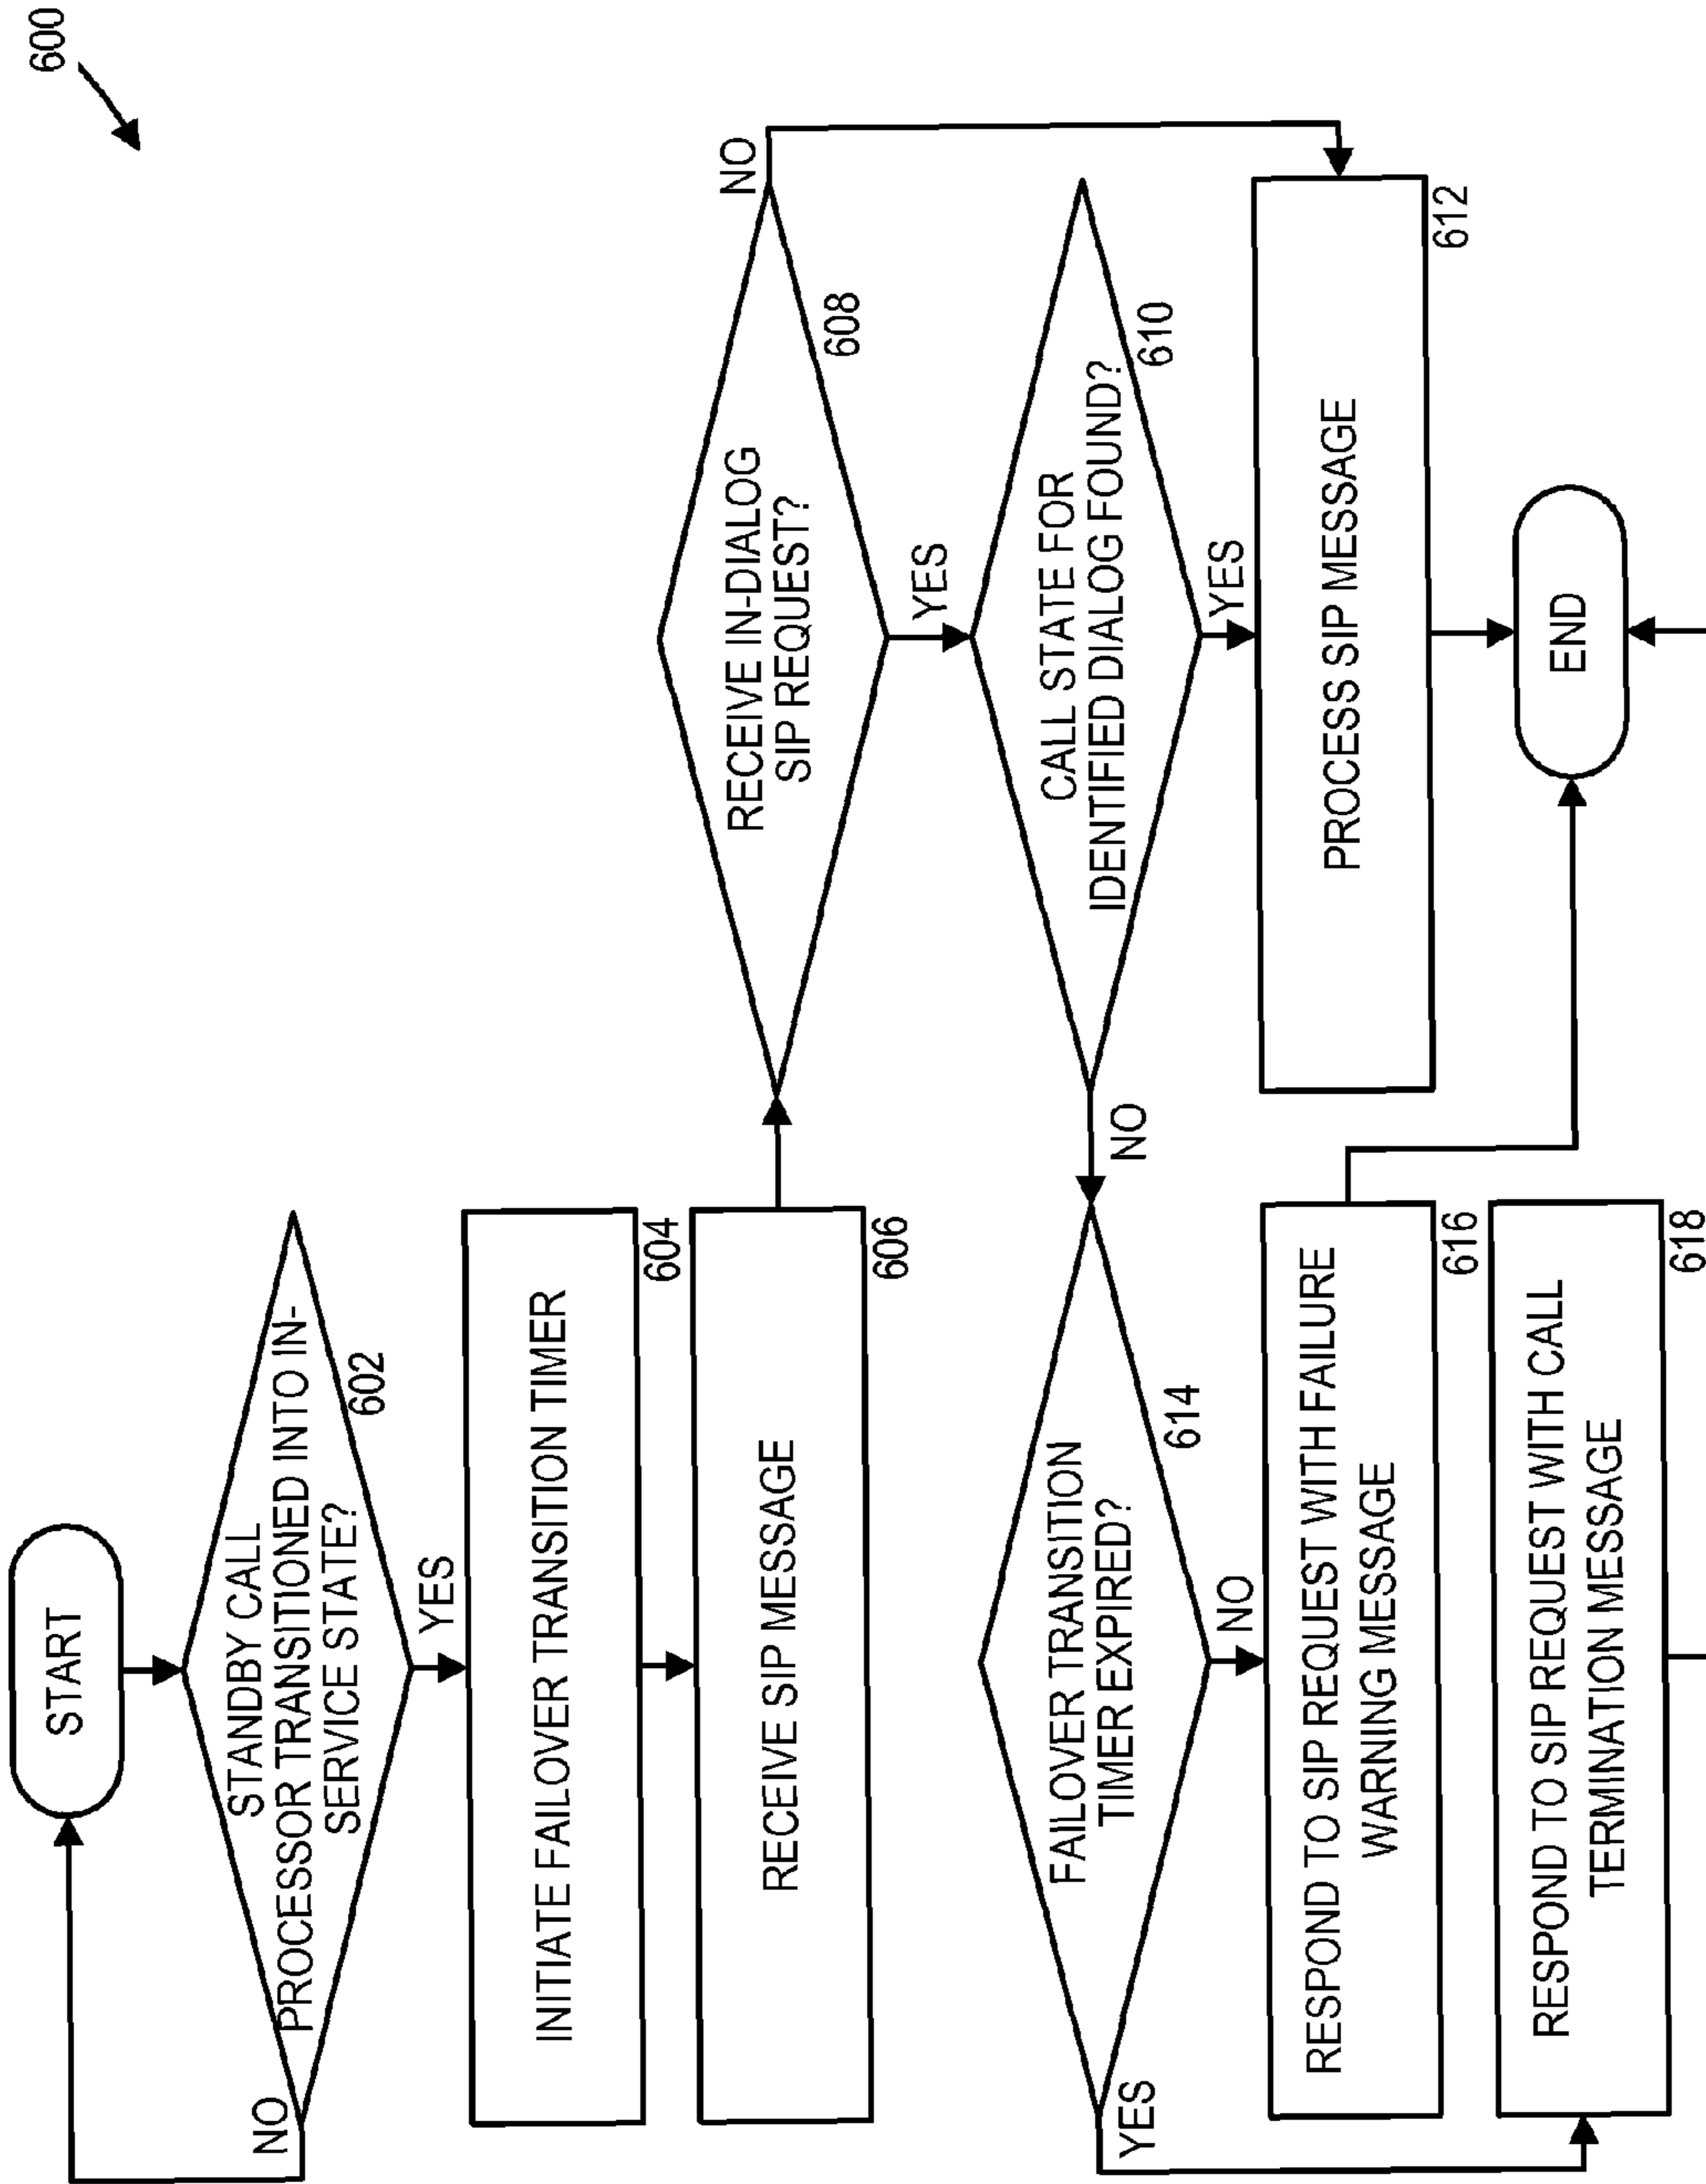 600
START
STANDBY CALL
PROCESSOR TRANSITIONED INTO IN-
SERVICE STATE?
602
NO
YES
INITIATE FAILOVER TRANSITION TIMER
604
RECEIVE SIP MESSAGE
606
RECEIVE IN-DIALOG
SIP REQUEST?
608
NO
YES
CALL STATE FOR
IDENTIFIED DIALOG FOUND?
610
NO
YES
PROCESS SIP MESSAGE
612
FAILOVER TRANSITION
TIMER EXPIRED?
614
YES
NO
RESPOND TO SIP REQUEST WITH FAILURE
WARNING MESSAGE
616
RESPOND TO SIP REQUEST WITH CALL
TERMINATION MESSAGE
618
END